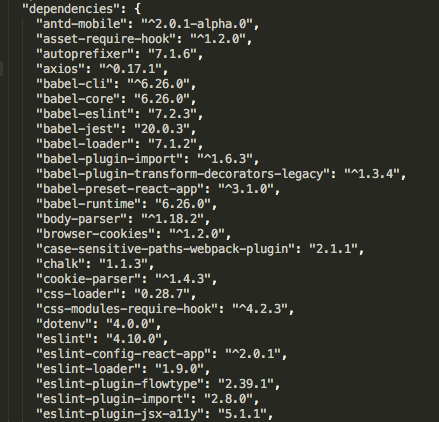 "dependencies": {
"antd-mobile": "^2.0.1-alpha.0",
"asset-require-hook": "^1.2.0",
"autoprefixer": "7.1.6",
"axios": "^0.17.1",
"babel-cli": "^6.26.0",
"babel-core": "6.26.0",
"babel-eslint": "7.2.3",
"babel-jest": "20.0.3",
"babel-loader": "7.1.2",
"babel-plugin-import": "^1.6.3",
"babel-plugin-transform-decorators-legacy": "^1.3.4",
"babel-preset-react-app": "^3.1.0",
"babel-runtime": "6.26.0",
"body-parser": "^1.18.2",
"browser-cookies": "^1.2.0",
"case-sensitive-paths-webpack-plugin": "2.1.1",
"chalk": "1.1.3",
"cookie-parser": "^1.4.3",
"css-loader": "0.28.7",
"css-modules-require-hook": "^4.2.3",
"dotenv": "4.0.0",
"eslint": "4.10.0",
"eslint-config-react-app": "^2.0.1",
"eslint-loader": "1.9.0",
"eslint-plugin-flowtype": "2.39.1",
"eslint-plugin-import": "2.8.0",
"eslint-plugin-jsx-a11y": "5.1.1",